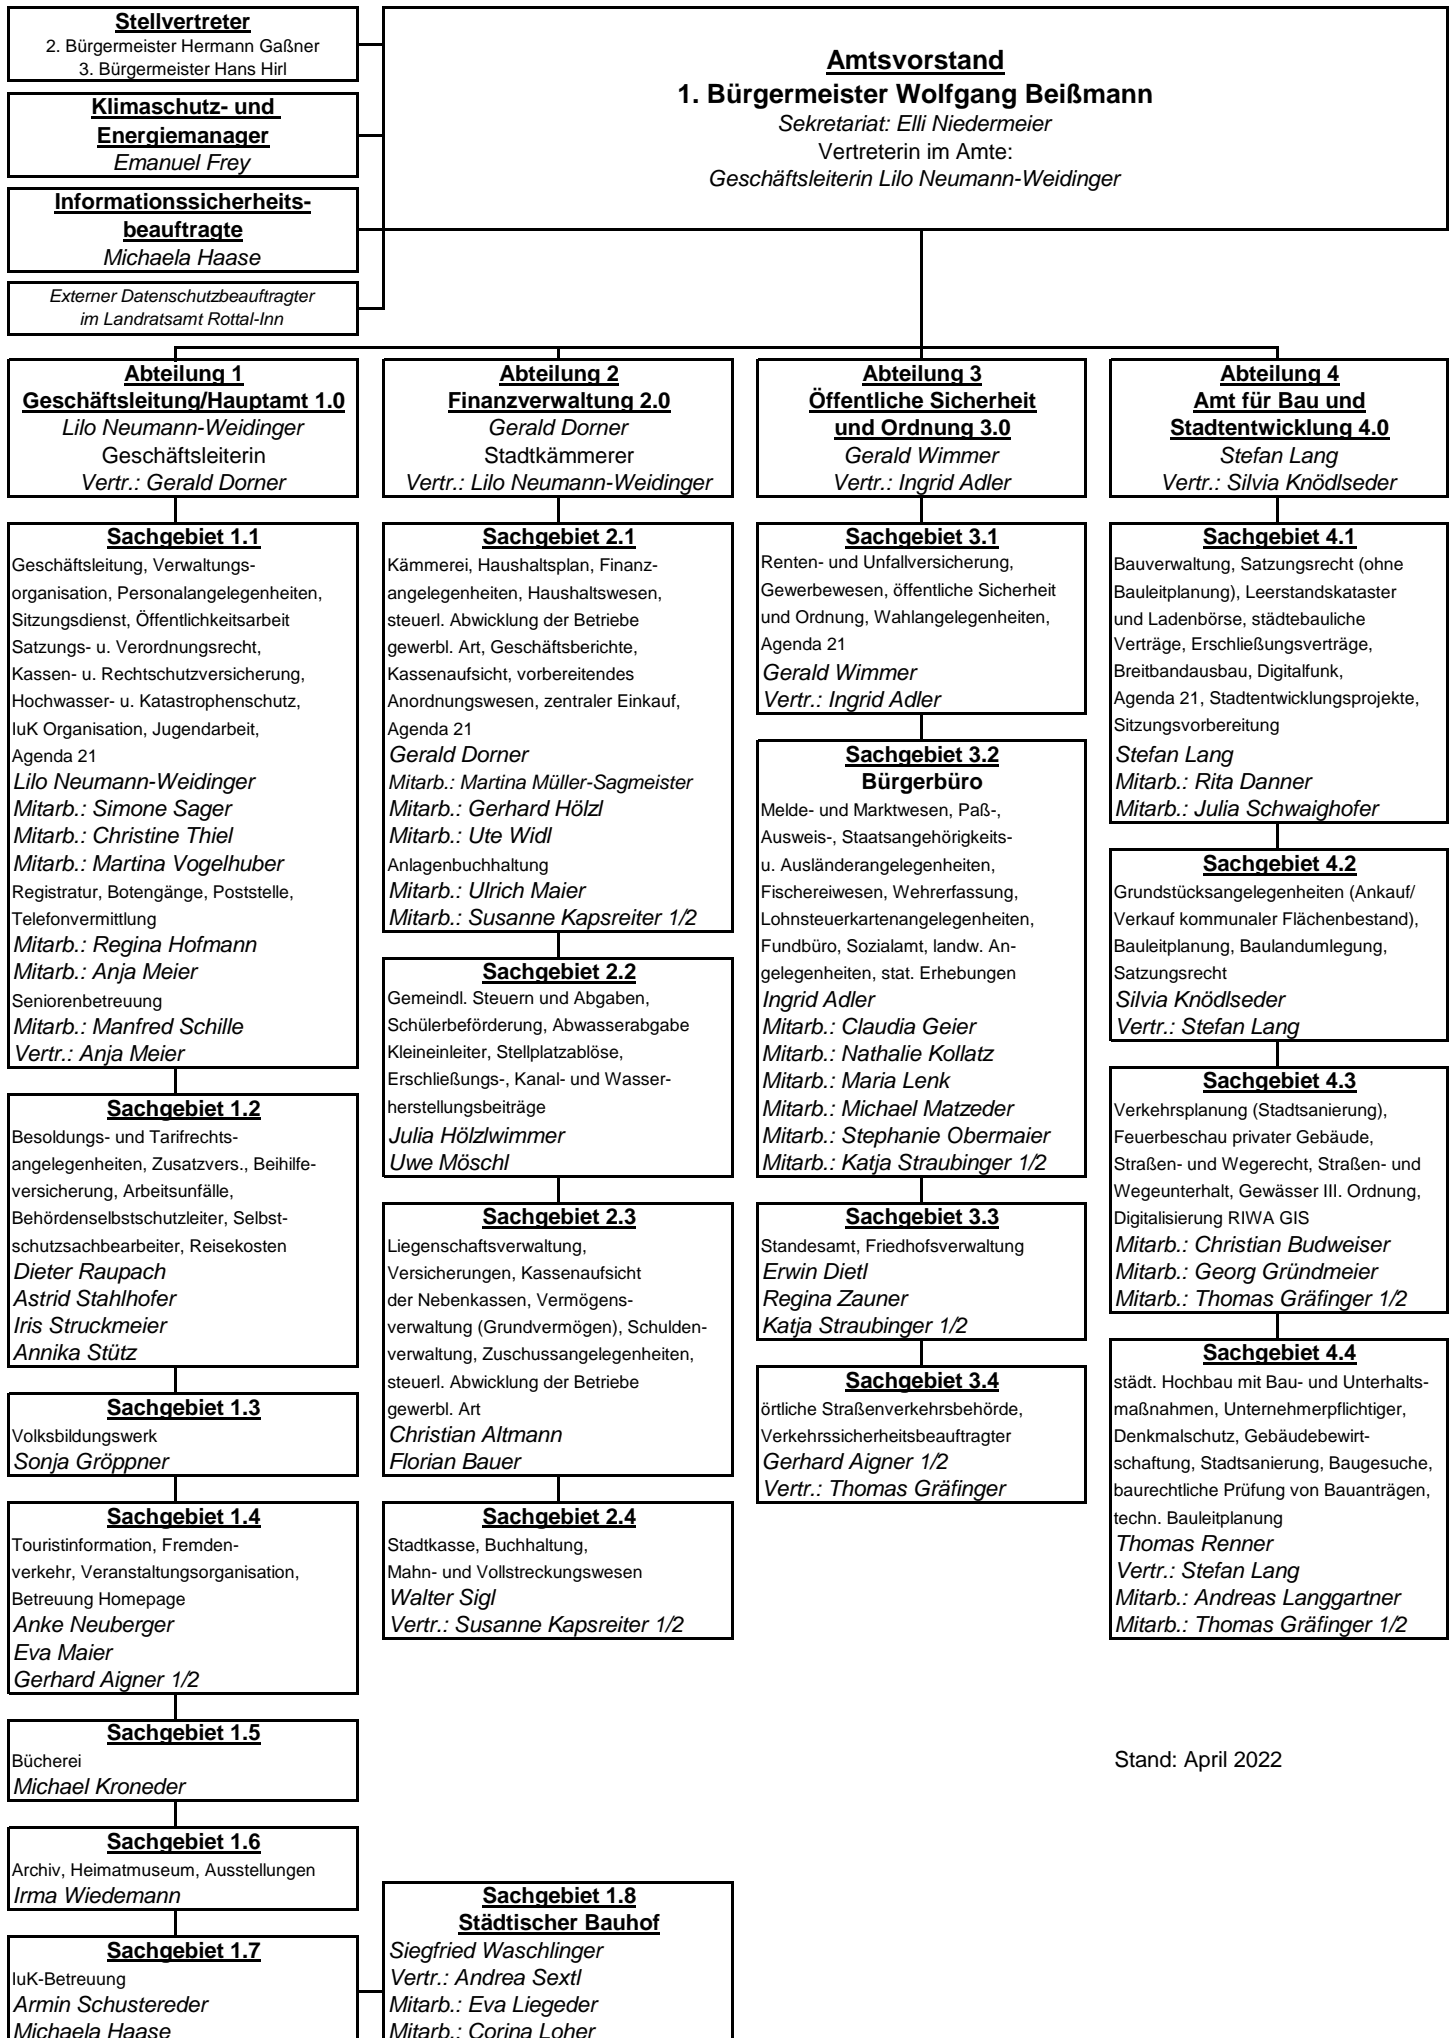 Stellvertreter
2. Bürgermeister Hermann Gaßner
3. Bürgermeister Hans Hirl
Klimaschutz- und
Energiemanager
Emanuel Frey
Informationssicherheits-
beauftragte
Michaela Haase
Externer Datenschutzbeauftragter
im Landratsamt Rottal-Inn
Amtsvorstand
1. Bürgermeister Wolfgang Beißmann
Sekretariat: Elli Niedermeier
Vertreterin im Amte:
Geschäftsleiterin Lilo Neumann-Weidinger
Abteilung 1
Geschäftsleitung/Hauptamt 1.0
Lilo Neumann-Weidinger
Geschäftsleiterin
Vertr.: Gerald Dorner
Sachgebiet 1.1
Geschäftsleitung, Verwaltungs-
organisation, Personalangelegenheiten,
Sitzungsdienst, Öffentlichkeitsarbeit
Satzungs- u. Verordnungsrecht,
Kassen- u. Rechtschutzversicherung,
Hochwasser- u. Katastrophenschutz,
IuK Organisation, Jugendarbeit,
Agenda 21
Lilo Neumann-Weidinger
Mitarb.: Simone Sager
Mitarb.: Christine Thiel
Mitarb.: Martina Vogelhuber
Registratur, Botengänge, Poststelle,
Telefonvermittlung
Mitarb.: Regina Hofmann
Mitarb.: Anja Meier
Seniorenbetreuung
Mitarb.: Manfred Schille
Vertr.: Anja Meier
Sachgebiet 1.2
Besoldungs- und Tarifrechts-
angelegenheiten, Zusatzvers., Beihilfe-
versicherung, Arbeitsunfälle,
Behördenselbstschutzleiter, Selbst-
schutzsachbearbeiter, Reisekosten
Dieter Raupach
Astrid Stahlhofer
Iris Struckmeier
Annika Stütz
Sachgebiet 1.3
Volksbildungswerk
Sonja Gröppner
Sachgebiet 1.4
Touristinformation, Fremden-
verkehr, Veranstaltungsorganisation,
Betreuung Homepage
Anke Neuberger
Eva Maier
Gerhard Aigner 1/2
Sachgebiet 1.5
Bücherei
Michael Kroneder
Sachgebiet 1.6
Archiv, Heimatmuseum, Ausstellungen
Irma Wiedemann
Sachgebiet 1.7
IuK-Betreuung
Armin Schustereder
Michaela Haase
Sachgebiet 1.8
Städtischer Bauhof
Siegfried Waschlinger
Vertr.: Andrea Sextl
Mitarb.: Eva Liegeder
Mitarb.: Corina Loher
Abteilung 2
Finanzverwaltung 2.0
Gerald Dorner
Stadtkämmerer
Vertr.: Lilo Neumann-Weidinger
Sachgebiet 2.1
Kämmerei, Haushaltsplan, Finanz-
angelegenheiten, Haushaltswesen,
steuerl. Abwicklung der Betriebe
gewerbl. Art, Geschäftsberichte,
Kassenaufsicht, vorbereitendes
Anordnungswesen, zentraler Einkauf,
Agenda 21
Gerald Dorner
Mitarb.: Martina Müller-Sagmeister
Mitarb.: Gerhard Hölzl
Mitarb.: Ute Widl
Anlagenbuchhaltung
Mitarb.: Ulrich Maier
Mitarb.: Susanne Kapsreiter 1/2
Sachgebiet 2.2
Gemeindl. Steuern und Abgaben,
Schülerbeförderung, Abwasserabgabe
Kleineinleiter, Stellplatzablöse,
Erschließungs-, Kanal- und Wasser-
herstellungsbeiträge
Julia Hölzlwimmer
Uwe Möschl
Sachgebiet 2.3
Liegenschaftsverwaltung,
Versicherungen, Kassenaufsicht
der Nebenkassen, Vermögens-
verwaltung (Grundvermögen), Schulden-
verwaltung, Zuschussangelegenheiten,
steuerl. Abwicklung der Betriebe
gewerbl. Art
Christian Altmann
Florian Bauer
Sachgebiet 2.4
Stadtkasse, Buchhaltung,
Mahn- und Vollstreckungswesen
Walter Sigl
Vertr.: Susanne Kapsreiter 1/2
Abteilung 3
Öffentliche Sicherheit
und Ordnung 3.0
Gerald Wimmer
Vertr.: Ingrid Adler
Sachgebiet 3.1
Renten- und Unfallversicherung,
Gewerbewesen, öffentliche Sicherheit
und Ordnung, Wahlangelegenheiten,
Agenda 21
Gerald Wimmer
Vertr.: Ingrid Adler
Sachgebiet 3.2
Bürgerbüro
Melde- und Marktwesen, Paß-,
Ausweis-, Staatsangehörigkeits-
u. Ausländerangelegenheiten,
Fischereiwesen, Wehrerfassung,
Lohnsteuerkartenangelegenheiten,
Fundbüro, Sozialamt, landw. An-
gelegenheiten, stat. Erhebungen
Ingrid Adler
Mitarb.: Claudia Geier
Mitarb.: Nathalie Kollatz
Mitarb.: Maria Lenk
Mitarb.: Michael Matzeder
Mitarb.: Stephanie Obermaier
Mitarb.: Katja Straubinger 1/2
Sachgebiet 3.3
Standesamt, Friedhofsverwaltung
Erwin Dietl
Regina Zauner
Katja Straubinger 1/2
Sachgebiet 3.4
örtliche Straßenverkehrsbehörde,
Verkehrssicherheitsbeauftragter
Gerhard Aigner 1/2
Vertr.: Thomas Gräfinger
Abteilung 4
Amt für Bau und
Stadtentwicklung 4.0
Stefan Lang
Vertr.: Silvia Knödlseder
Sachgebiet 4.1
Bauverwaltung, Satzungsrecht (ohne
Bauleitplanung), Leerstandskataster
und Ladenbörse, städtebauliche
Verträge, Erschließungsverträge,
Breitbandausbau, Digitalfunk,
Agenda 21, Stadtentwicklungsprojekte,
Sitzungsvorbereitung
Stefan Lang
Mitarb.: Rita Danner
Mitarb.: Julia Schwaighofer
Sachgebiet 4.2
Grundstücksangelegenheiten (Ankauf/
Verkauf kommunaler Flächenbestand),
Bauleitplanung, Baulandumlegung,
Satzungsrecht
Silvia Knödlseder
Vertr.: Stefan Lang
Sachgebiet 4.3
Verkehrsplanung (Stadtsanierung),
Feuerbeschau privater Gebäude,
Straßen- und Wegerecht, Straßen- und
Wegeunterhalt, Gewässer III. Ordnung,
Digitalisierung RIWA GIS
Mitarb.: Christian Budweiser
Mitarb.: Georg Gründmeier
Mitarb.: Thomas Gräfinger 1/2
Sachgebiet 4.4
städt. Hochbau mit Bau- und Unterhalts-
maßnahmen, Unternehmerpflichtiger,
Denkmalschutz, Gebäudebewirt-
schaftung, Stadtsanierung, Baugesuche,
baurechtliche Prüfung von Bauanträgen,
techn. Bauleitplanung
Thomas Renner
Vertr.: Stefan Lang
Mitarb.: Andreas Langgartner
Mitarb.: Thomas Gräfinger 1/2
Stand: April 2022